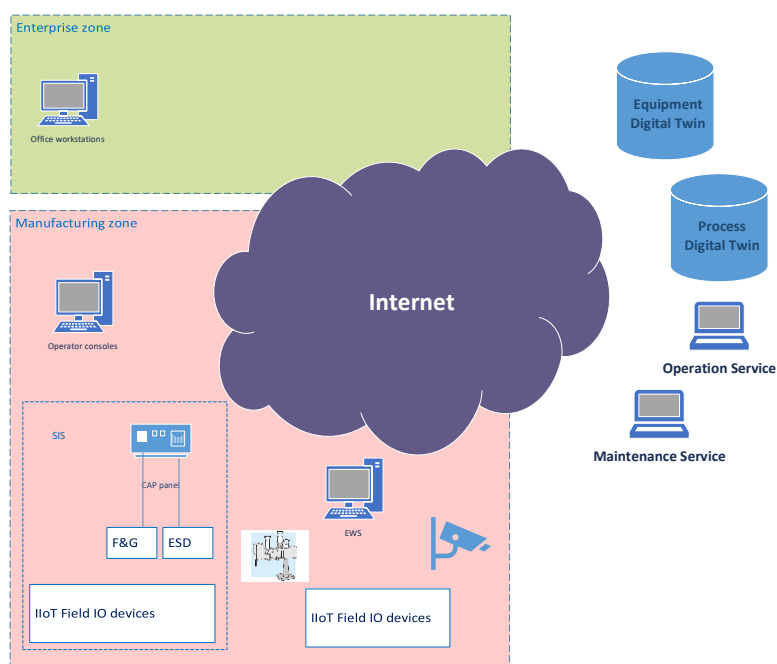 Enterprise zone
Office workstations
Equipment
Digital Twin
Process
Digital Twin
Manufacturing zone
Internet
Operator consoles
Operation Service
Maintenance Service
SIS
CAP panel
EWS
F&G
ESD
IIoT Field IO devices
IIoT Field IO devices